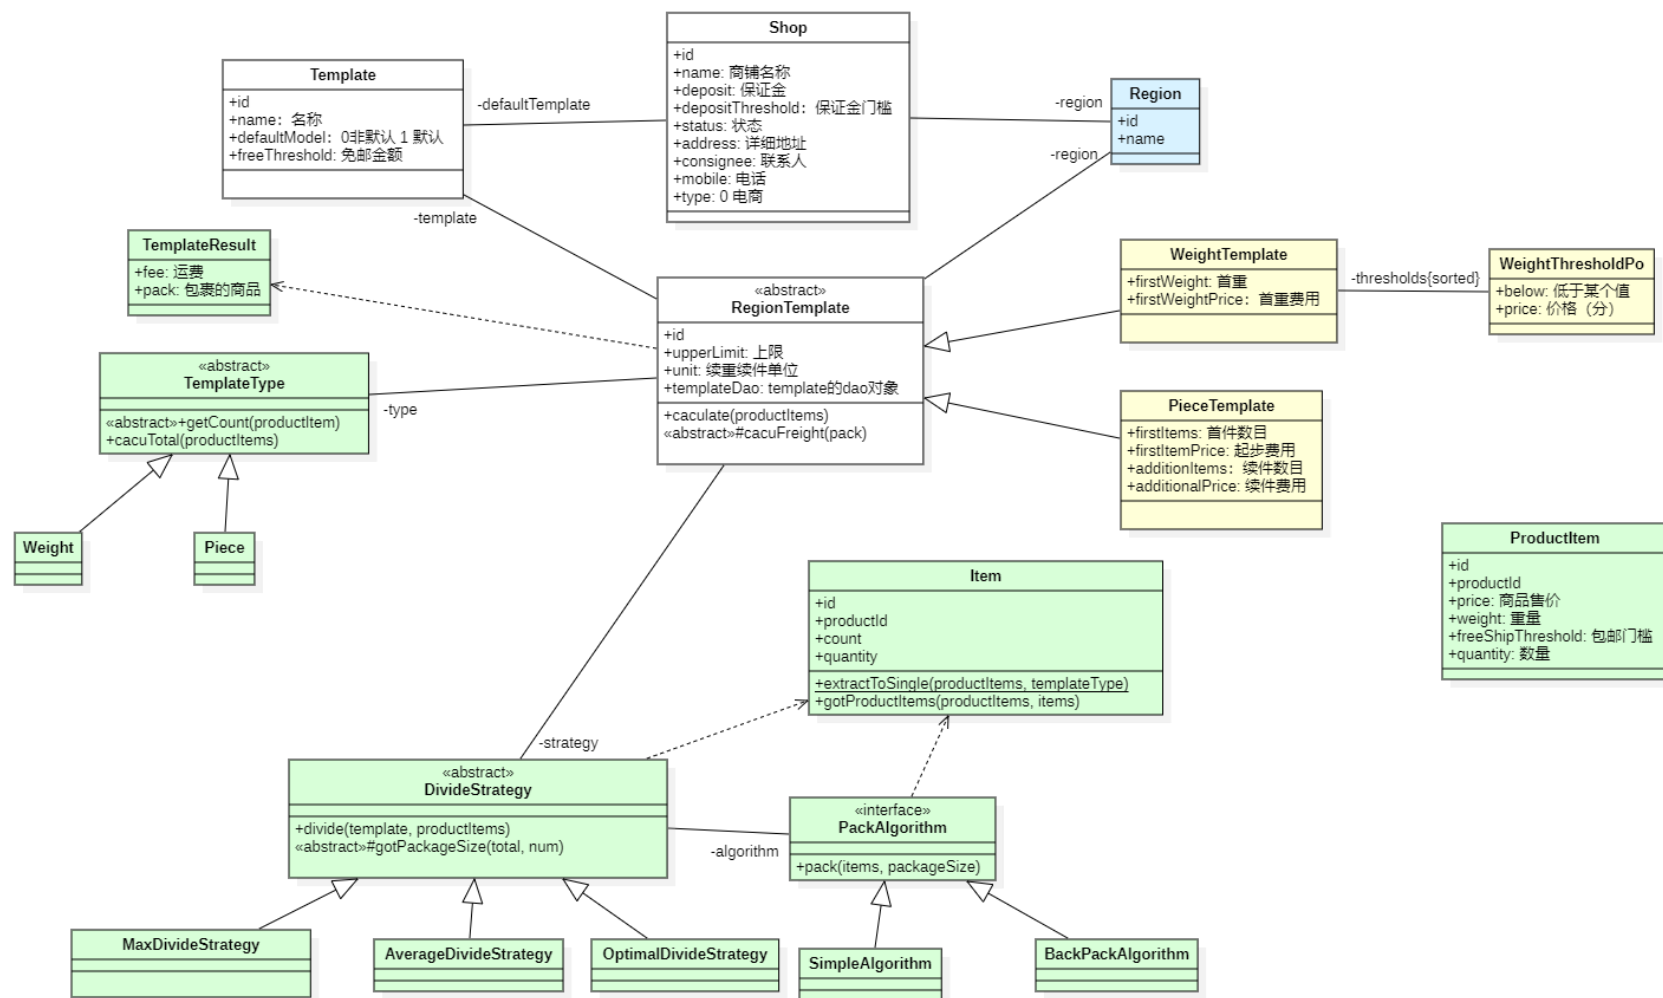 Shop
+id
+name: 商铺名称
+deposit: 保证金
+depositThreshold：保证金门槛
+status: 状态
+address: 详细地址
+consignee: 联系人
+mobile: 电话
+type: 0 电商
Template
+id
+name：名称
+defaultModel：0非默认 1 默认
+freeThreshold: 免邮金额
-defaultTemplate
-region
Region
+id
+name
-region
-template
TemplateResult
+fee: 运费
+pack: 包裹的商品
«abstract»
RegionTemplate
+id
+upperLimit: 上限
+unit: 续重续件单位
+templateDao: template的dao对象
+caculate(productItems)
«abstract»#cacuFreight(pack)
WeightTemplate
+firstWeight: 首重
+firstWeightPrice：首重费用
-thresholds{sorted}
WeightThresholdPo
+below: 低于某个值
+price: 价格（分）
«abstract»
TemplateType
«abstract»+getCount(productItem)
+cacuTotal(productItems)
-type
PieceTemplate
+firstItems: 首件数目
+firstItemPrice: 起步费用
+additionItems：续件数目
+additionalPrice: 续件费用
Weight
Piece
ProductItem
+id
+productId
+price: 商品售价
+weight: 重量
+freeShipThreshold: 包邮门槛
+quantity: 数量
Item
+id
+productId
+count
+quantity
+extractToSingle(productItems, templateType)
+gotProductItems(productItems, items)
-strategy
«abstract»
DivideStrategy
+divide(template, productItems)
«abstract»#gotPackageSize(total, num)
-algorithm
«interface»
PackAlgorithm
+pack(items, packageSize)
MaxDivideStrategy
AverageDivideStrategy
OptimalDivideStrategy
SimpleAlgorithm
BackPackAlgorithm